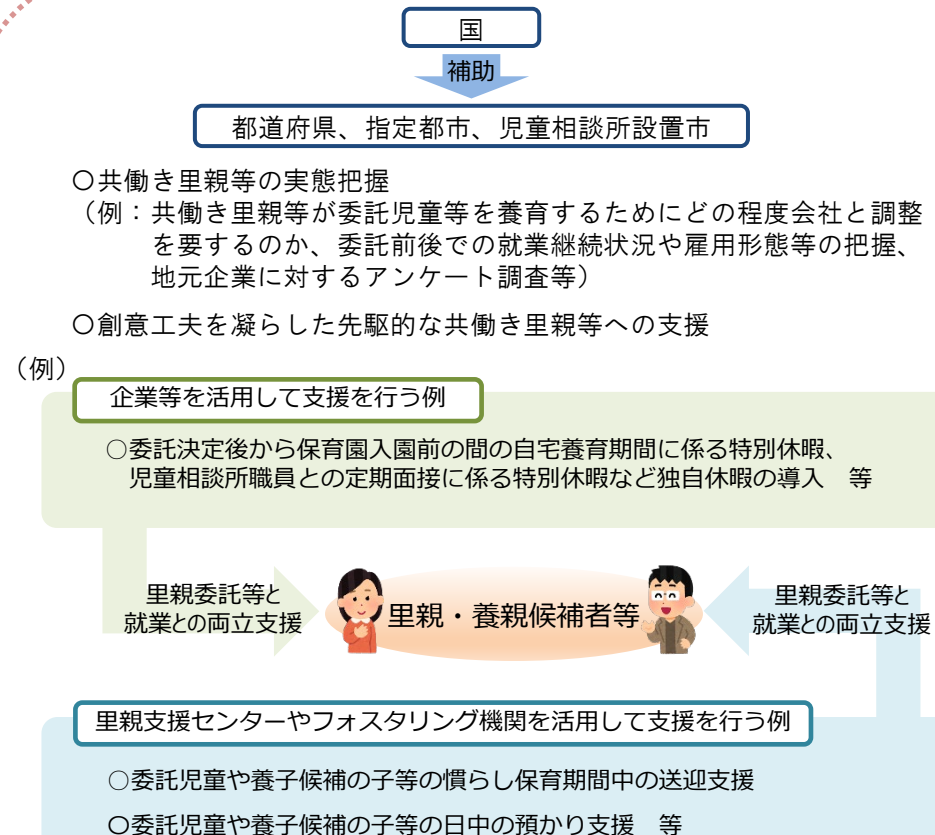 国
補助
都道府県、指定都市、児童相談所設置市
〇共働き里親等の実態把握
（例：共働き里親等が委託児童等を養育するためにどの程度会社と調整
を要するのか、委託前後での就業継続状況や雇用形態等の把握、
地元企業に対するアンケート調査等）
〇創意工夫を凝らした先駆的な共働き里親等への支援
（例）
企業等を活用して支援を行う例
○委託決定後から保育園入園前の間の自宅養育期間に係る特別休暇、
児童相談所職員との定期面接に係る特別休暇など独自休暇の導入　等
里親委託等と
就業との両立支援
里親・養親候補者等
里親委託等と
就業との両立支援
里親支援センターやフォスタリング機関を活用して支援を行う例
○委託児童や養子候補の子等の慣らし保育期間中の送迎支援
〇委託児童や養子候補の子等の日中の預かり支援　等